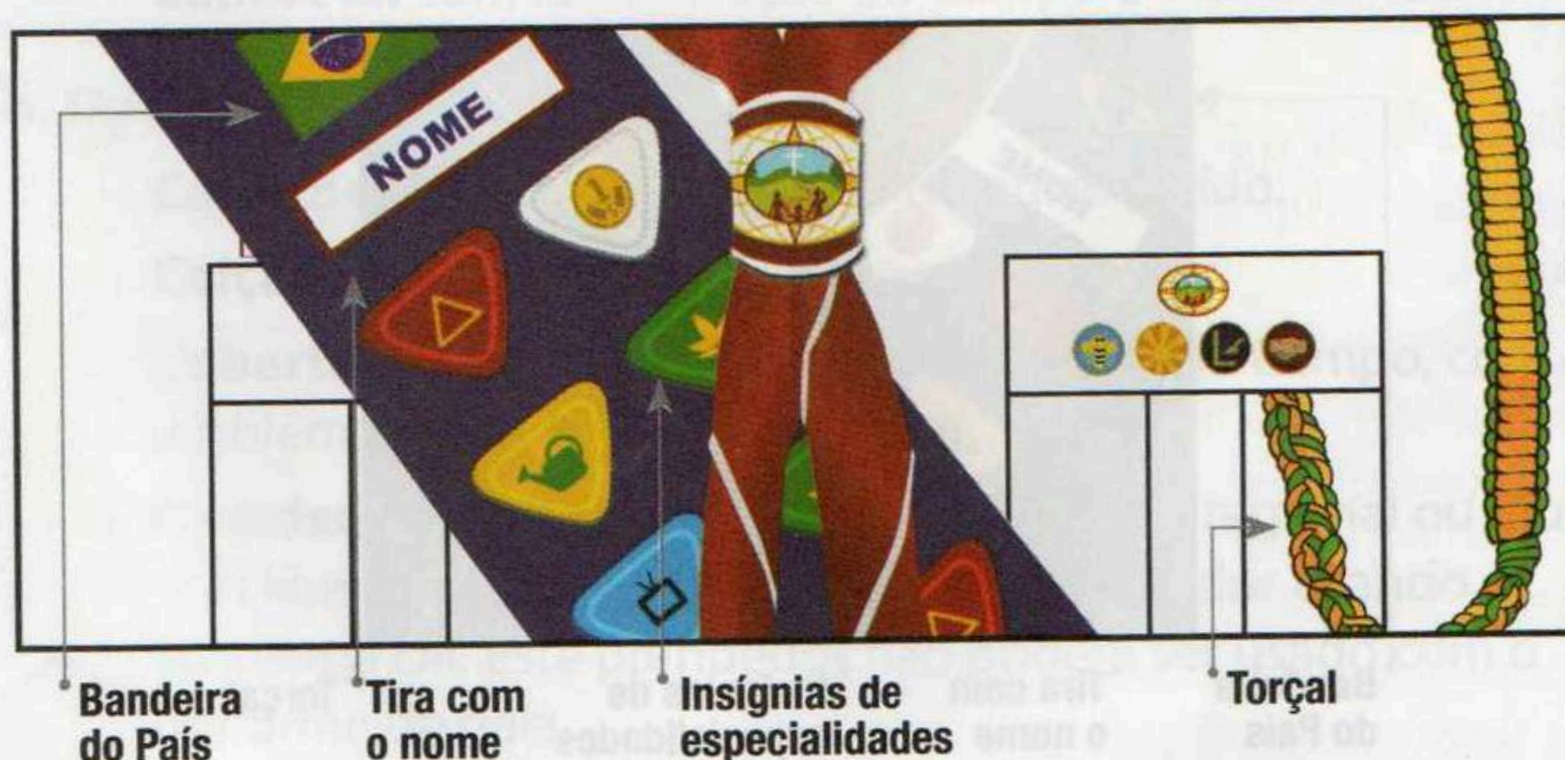 NOME
Bandeira
do País
Tira com
o nome
Insígnias de
especialidades
Torçal